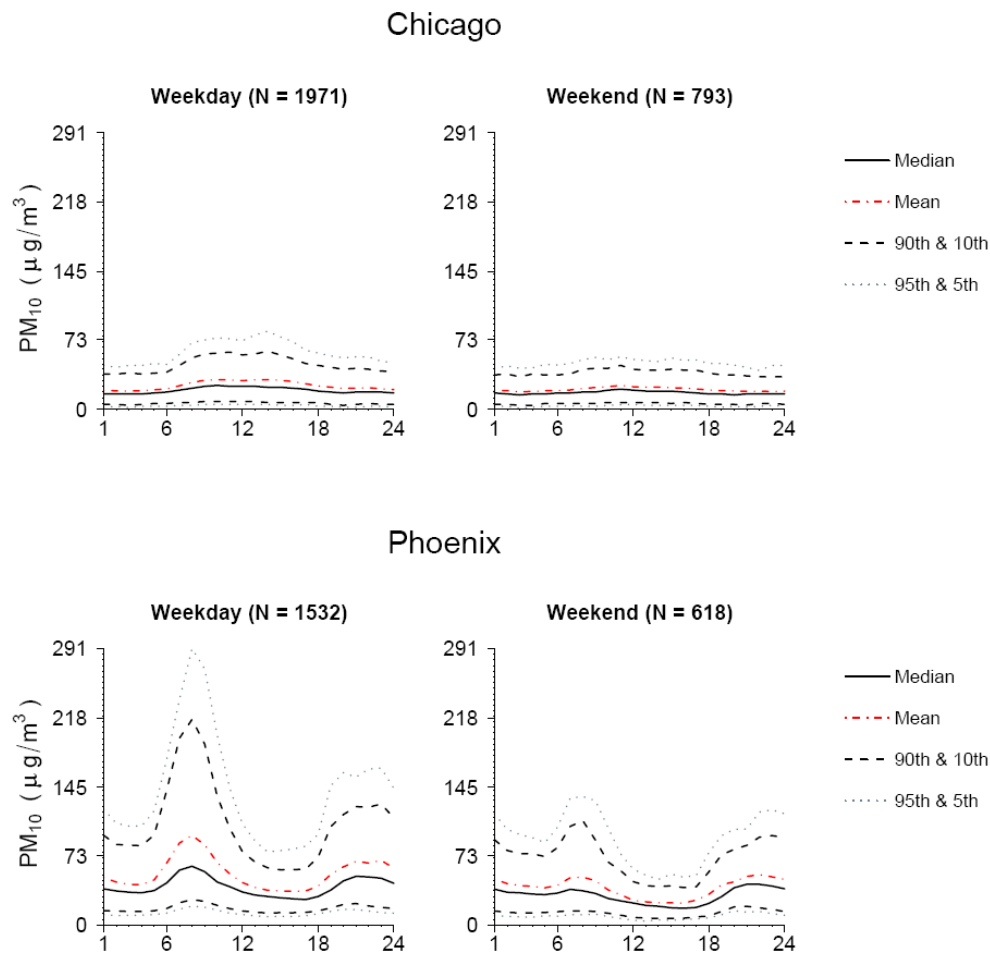 Chicago
Weekday (N = 1971)
Weekend (N = 793)
291
218
145
73
0
PM₁₀ ( μ g/m³ )
1 6 12 18 24
291
218
145
73
0
1 6 12 18 24
Median
Mean
90th & 10th
95th & 5th
Phoenix
Weekday (N = 1532)
Weekend (N = 618)
291
218
145
73
0
PM₁₀ ( μ g/m³ )
1 6 12 18 24
291
218
145
73
0
1 6 12 18 24
Median
Mean
90th & 10th
95th & 5th